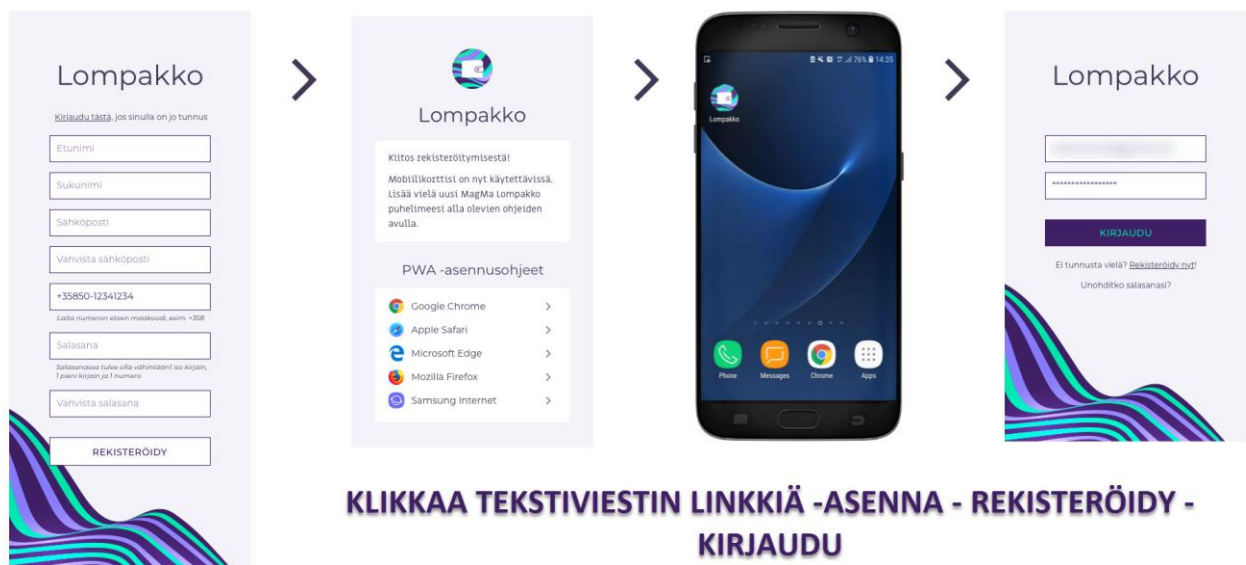 Lompakko
Kirjaudu tästä, jos sinulla on jo tunnus
Etunimi
Sukunimi
Sähköposti
Vahvista sähköposti
+35850-12341234
Laita numeron eteen maakoodi, esim. +358
Salasana
Salasanassa tulee olla vähintään1 iso kirjain,
1 pieni kirjain ja 1 numero
Vahvista salasana
REKISTERÖIDY
Lompakko
Kiitos rekisteröitymisestä!
Mobiilikorttisi on nyt käytettävissä.
Lisää vielä uusi MagMa Lompakko
puhelimeesi alla olevien ohjeiden
avulla.
PWA -asennusohjeet
Google Chrome
Apple Safari
Microsoft Edge
Mozilla Firefox
Samsung Internet
76% 14:35
Lompakko
Phone Messages Chrome Apps
Lompakko
*****************
KIRJAUDU
Ei tunnusta vielä? Rekisteröidy nyt!
Unohditko salasanasi?
KLIKKAA TEKSTIVIESTIN LINKKIÄ -ASENNA - REKISTERÖIDY -
KIRJAUDU